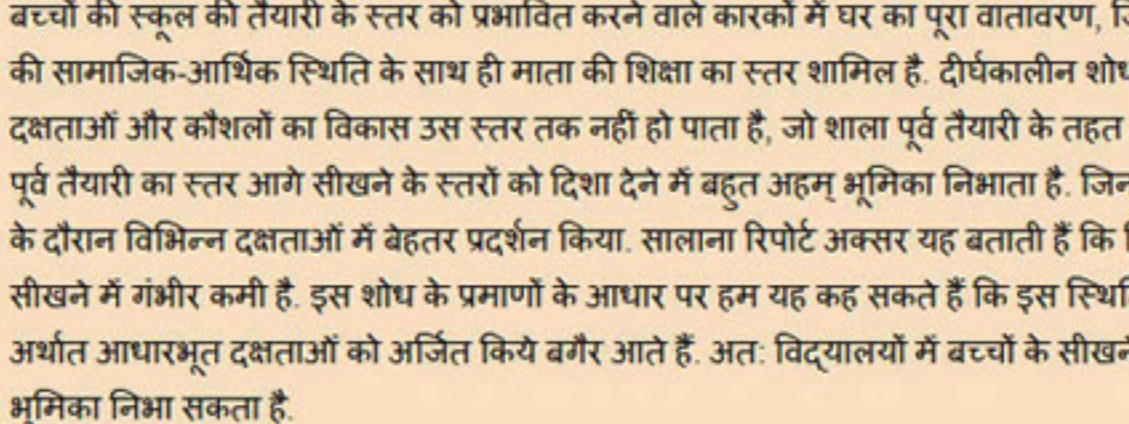 बच्चों की स्कूल की तैयारी के स्तर को प्रभावित करने वाले कारकों में घर का पूरा वातावरण,
की सामाजिक-आर्थिक स्थिति के साथ ही माता की शिक्षा का स्तर शामिल है. दीर्घकालीन
दक्षताओं और कौशलों का विकास उस स्तर तक नहीं हो पाता है, जो शाला पूर्व तैयारी के तहत
पूर्व तैयारी का स्तर आगे सीखने के स्तरों को दिशा देने में बहुत अहम् भूमिका निभाता है.
के दौरान विभिन्न दक्षताओं में बेहतर प्रदर्शन किया. सालाना रिपोर्ट अक्सर यह बताती हैं कि
सीखने में गंभीर कमी है. इस शोध के प्रमाणों के आधार पर हम यह कह सकते हैं कि इस
अर्थात आधारभूत दक्षताओं को अर्जित किये बगैर आते हैं. अत: विद्यालयों में बच्चों के
भूमिका निभा सकता है.